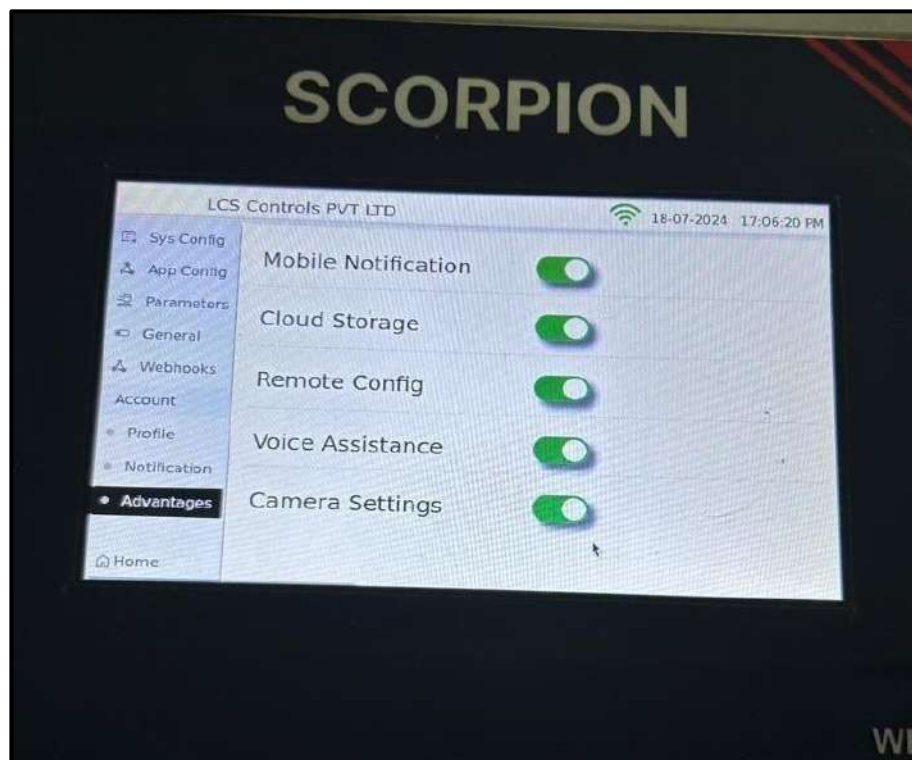 SCORPION
LCS Controls PVT LTD
18-07-2024 17:06:20 PM
Sys Config
App Config
Parameters
General
Webhooks
Account
Profile
Notification
Advantages
Home
Mobile Notification
Cloud Storage
Remote Config
Voice Assistance
Camera Settings